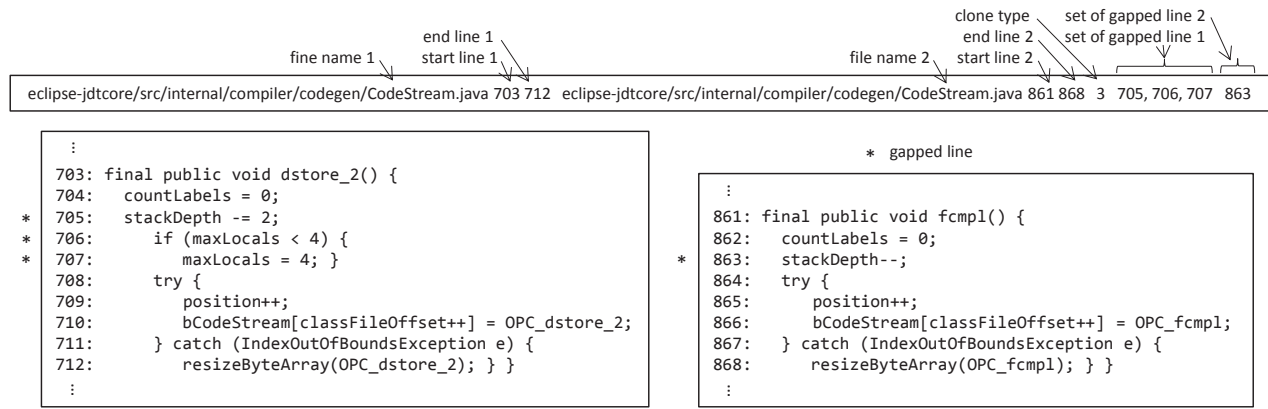 clone type set of gapped line 2
end line 1 end line 2 set of gapped line 1
fine name 1 start line 1 file name 2 start line 2
eclipse-jdtcore/src/internal/compiler/codegen/CodeStream.java 703 712 eclipse-jdtcore/src/internal/compiler/codegen/CodeStream.java 861 868 3 705, 706, 707 863
⋮
703: final public void dstore_2() {
704: countLabels = 0;
* 705: stackDepth -= 2;
* 706: if (maxLocals < 4) {
* 707: maxLocals = 4; }
708: try {
709: position++;
710: bCodeStream[classFileOffset++] = OPC_dstore_2;
711: } catch (IndexOutOfBoundsException e) {
712: resizeByteArray(OPC_dstore_2); } }
⋮
* gapped line
⋮
861: final public void fcmpl() {
862: countLabels = 0;
* 863: stackDepth--;
864: try {
865: position++;
866: bCodeStream[classFileOffset++] = OPC_fcmpl;
867: } catch (IndexOutOfBoundsException e) {
868: resizeByteArray(OPC_fcmpl); } }
⋮